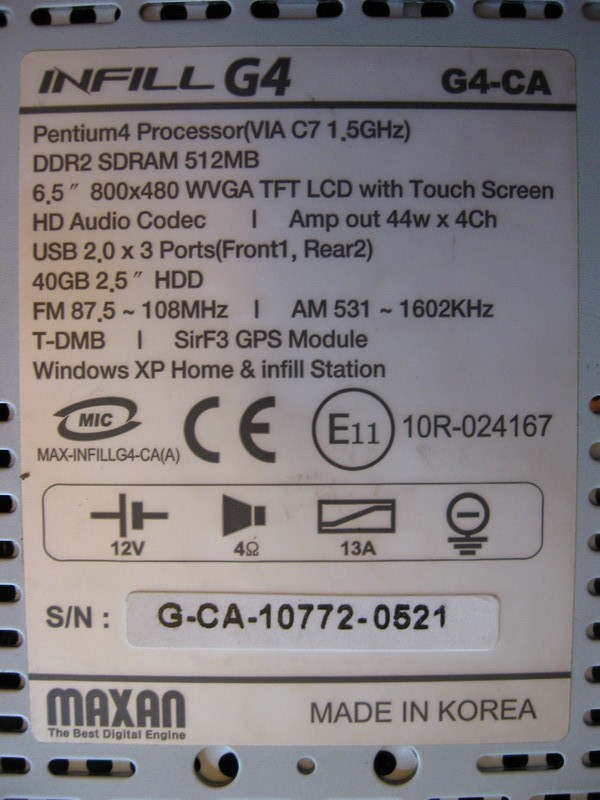 INFILL G4 G4-CA
Pentium4 Processor(VIA C7 1.5GHz)
DDR2 SDRAM 512MB
6.5″ 800x480 WVGA TFT LCD with Touch Screen
HD Audio Codec | Amp out 44w x 4Ch
USB 2.0 x 3 Ports(Front1, Rear2)
40GB 2.5″ HDD
FM 87.5 ~ 108MHz | AM 531 ~ 1602KHz
T-DMB | SirF3 GPS Module
Windows XP Home & infill Station
MIC CE E11 10R-024167
MAX-INFILLG4-CA(A)
12V 4Ω 13A
S/N : G-CA-10772-0521
MAXAN MADE IN KOREA
The Best Digital Engine